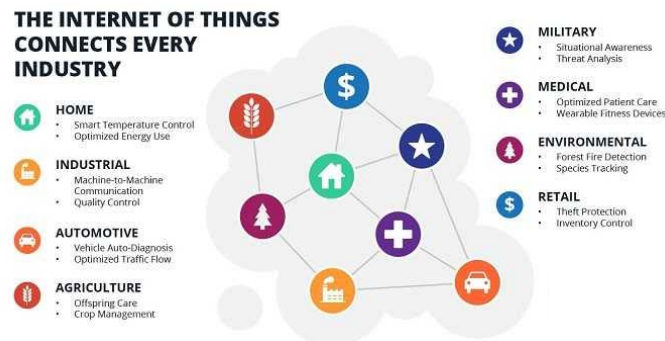 THE INTERNET OF THINGS
CONNECTS EVERY
INDUSTRY
HOME
• Smart Temperature Control
• Optimized Energy Use
INDUSTRIAL
• Machine-to-Machine
Communication
• Quality Control
AUTOMOTIVE
• Vehicle Auto-Diagnosis
• Optimized Traffic Flow
AGRICULTURE
• Offspring Care
• Crop Management
$
MILITARY
• Situational Awareness
• Threat Analysis
MEDICAL
• Optimized Patient Care
• Wearable Fitness Devices
ENVIRONMENTAL
• Forest Fire Detection
• Species Tracking
$
RETAIL
• Theft Protection
• Inventory Control